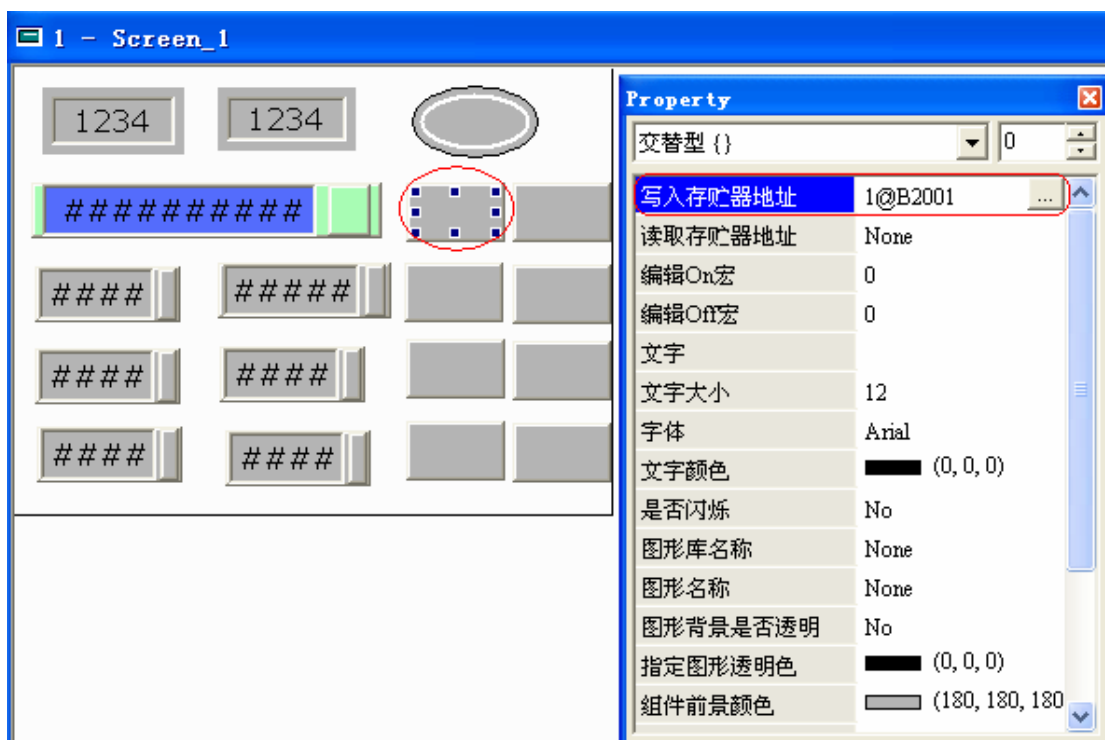 1 - Screen_1
1234 1234
##########
#### #####
#### ####
#### ####
Property
交替型 {} 0
写入存贮器地址 1@B2001 ...
读取存贮器地址 None
编辑On宏 0
编辑Off宏 0
文字
文字大小 12
字体 Arial
文字颜色 (0, 0, 0)
是否闪烁 No
图形库名称 None
图形名称 None
图形背景是否透明 No
指定图形透明色 (0, 0, 0)
组件前景颜色 (180, 180, 180